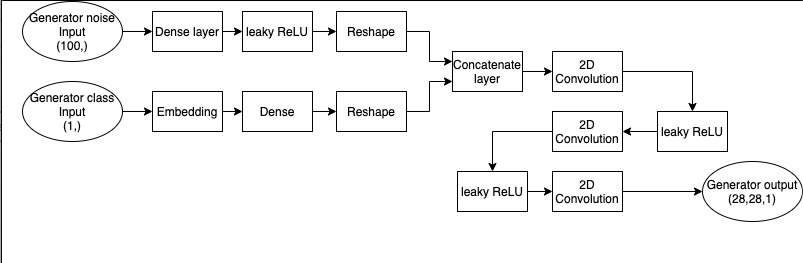 Generator noise
Input
(100,)
Dense layer
leaky ReLU
Reshape
Generator class
Input
(1,)
Embedding
Dense
Reshape
Concatenate
layer
2D
Convolution
leaky ReLU
2D
Convolution
leaky ReLU
2D
Convolution
Generator output
(28,28,1)